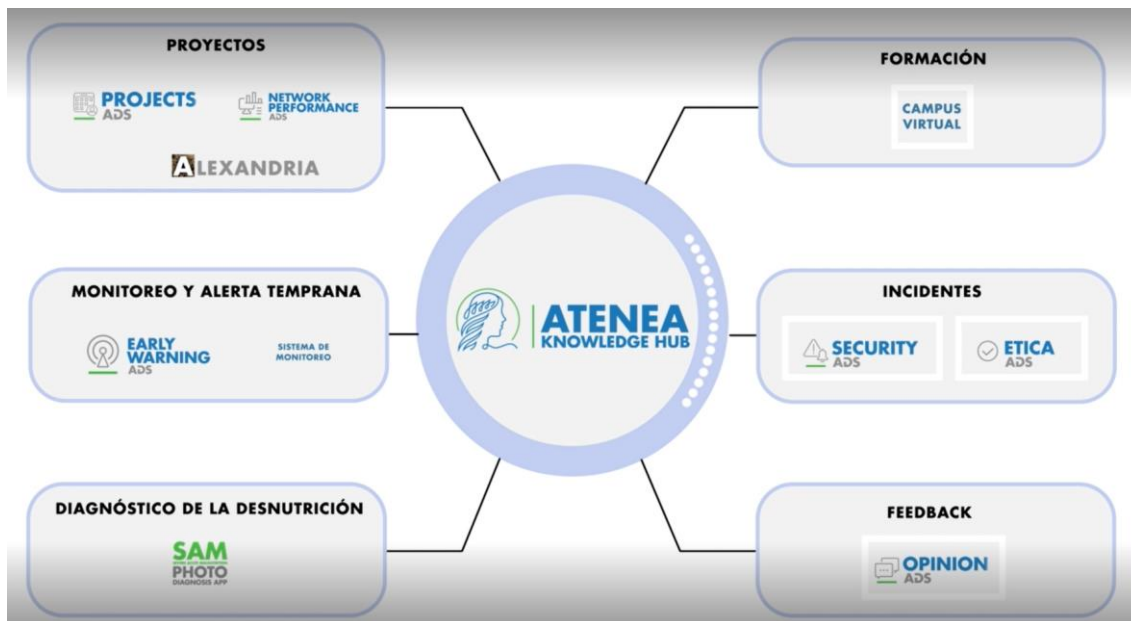 PROYECTOS
PROJECTS
ADS
NETWORK
PERFORMANCE
ADS
ALEXANDRIA
FORMACIÓN
CAMPUS
VIRTUAL
MONITOREO Y ALERTA TEMPRANA
EARLY
WARNING
ADS
SISTEMA DE
MONITOREO
ATENEA
KNOWLEDGE HUB
INCIDENTES
SECURITY
ADS
ETICA
ADS
DIAGNÓSTICO DE LA DESNUTRICIÓN
SAM
PHOTO
DIAGNOSIS APP
FEEDBACK
OPINION
ADS